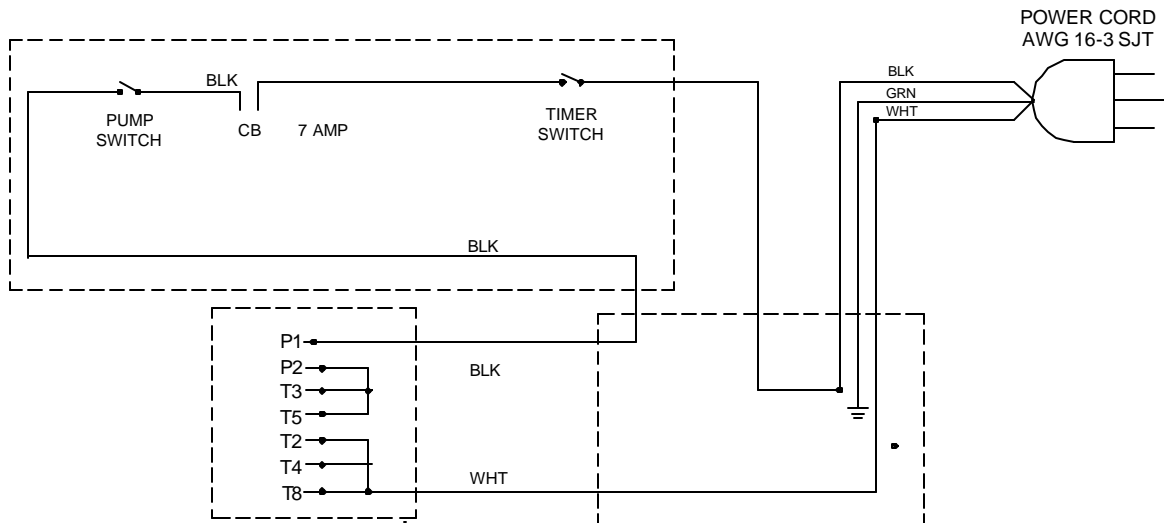 POWER CORD
AWG 16-3 SJT
BLK
BLK
GRN
WHT
PUMP
SWITCH
CB 7 AMP
TIMER
SWITCH
BLK
P1
P2
BLK
T3
T5
T2
T4
WHT
T8